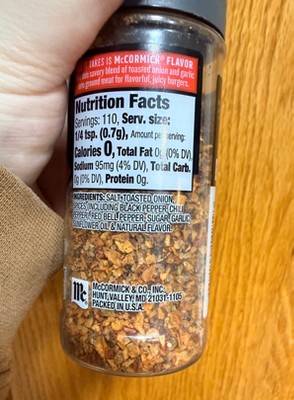 AKES IS McCORMICK® FLAVOR
this savory blend of toasted onion and garlic
into ground meat for flavorful, juicy burgers.
Nutrition Facts
Servings: 110, Serv. size:
1/4 tsp. (0.7g), Amount per serving:
Calories 0, Total Fat 0g (0% DV),
Sodium 95mg (4% DV), Total Carb.
0g (0% DV), Protein 0g.
INGREDIENTS: SALT, TOASTED ONION,
SPICES (INCLUDING BLACK PEPPER, CHILI
PEPPER), RED BELL PEPPER, SUGAR, GARLIC,
SUNFLOWER OIL & NATURAL FLAVOR.
Mc
McCORMICK & CO., INC.
HUNT VALLEY, MD 21031-1105
PACKED IN U.S.A.